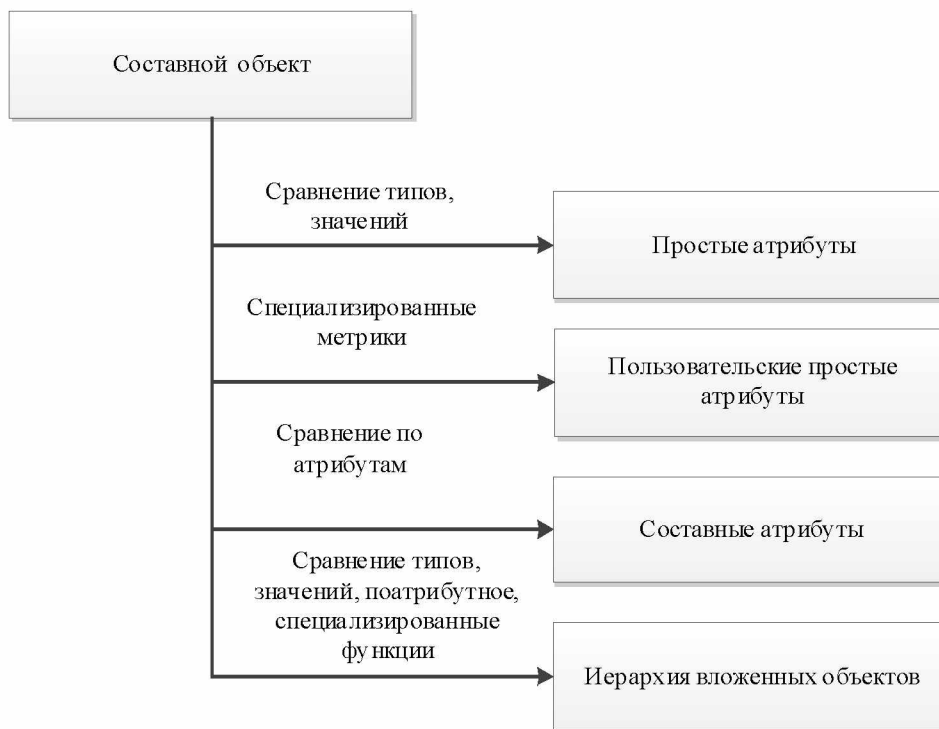 Составной объект
Сравнение типов,
значений
Простые атрибуты
Специализированные
метрики
Пользовательские простые
атрибуты
Сравнение по
атрибутам
Составные атрибуты
Сравнение типов,
значений, поатрибутное,
специализированные
функции
Иерархия вложенных объектов